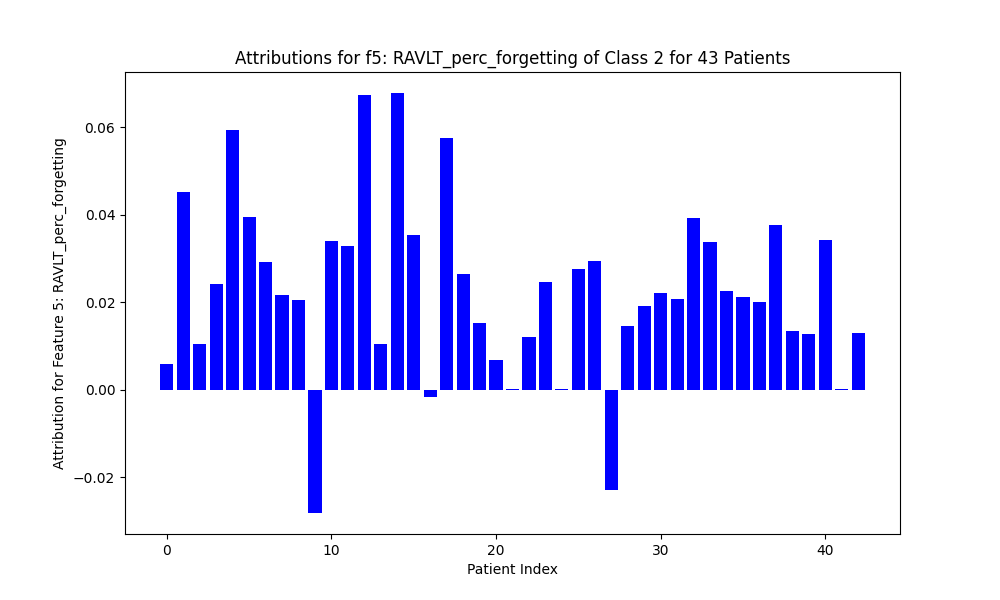 Attributions for f5: RAVLT_perc_forgetting of Class 2 for 43 Patients
Attribution for Feature 5: RAVLT_perc_forgetting
0.06
0.04
0.02
0.00
−0.02
0 10 20 30 40
Patient Index